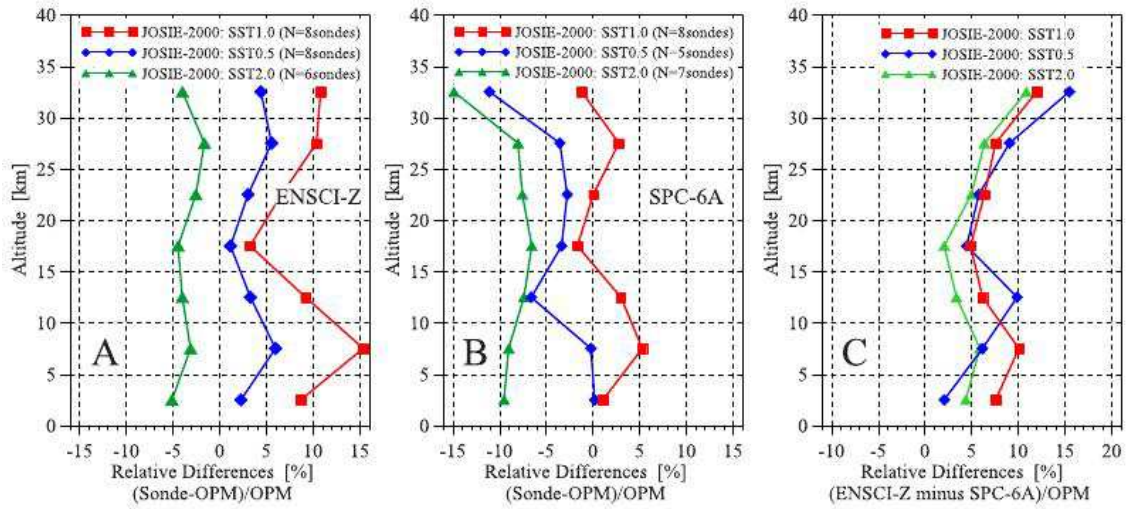 JOSIE-2000: SST1.0 (N=8sondes)
JOSIE-2000: SST0.5 (N=8sondes)
JOSIE-2000: SST2.0 (N=6sondes)
40
35
30
25
20
15
10
5
0
Altitude [km]
ENSCI-Z
A
-15 -10 -5 0 5 10 15
Relative Differences [%]
(Sonde-OPM)/OPM
JOSIE-2000: SST1.0 (N=8sondes)
JOSIE-2000: SST0.5 (N=5sondes)
JOSIE-2000: SST2.0 (N=7sondes)
40
35
30
25
20
15
10
5
0
Altitude [km]
SPC-6A
B
-15 -10 -5 0 5 10 15
Relative Differences [%]
(Sonde-OPM)/OPM
JOSIE-2000: SST1.0
JOSIE-2000: SST0.5
JOSIE-2000: SST2.0
40
35
30
25
20
15
10
5
0
Altitude [km]
C
-10 -5 0 5 10 15 20
Relative Differences [%]
(ENSCI-Z minus SPC-6A)/OPM